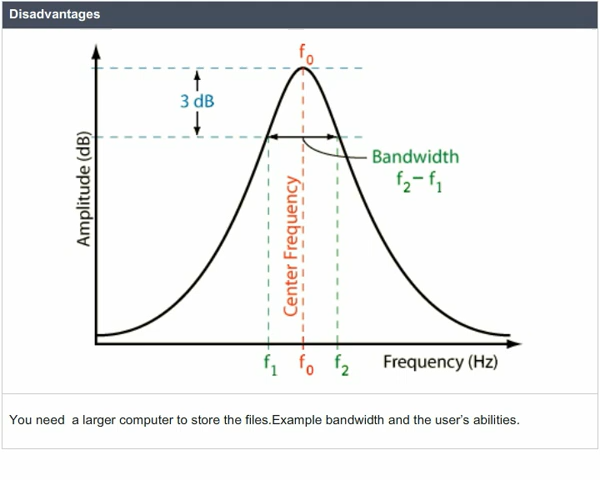 Disadvantages
f₀
3 dB
Amplitude (dB)
Center Frequency
Bandwidth
f₂− f₁
f₁ f₀ f₂ Frequency (Hz)
You need  a larger computer to store the files.Example bandwidth and the user’s abilities.